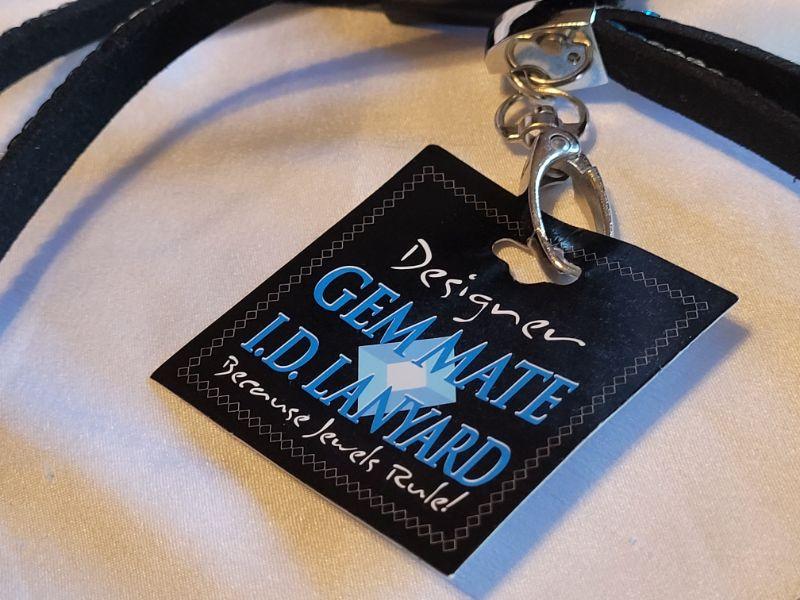 Designer
GEM MATE
I.D. LANYARD
Because Jewels Rule!